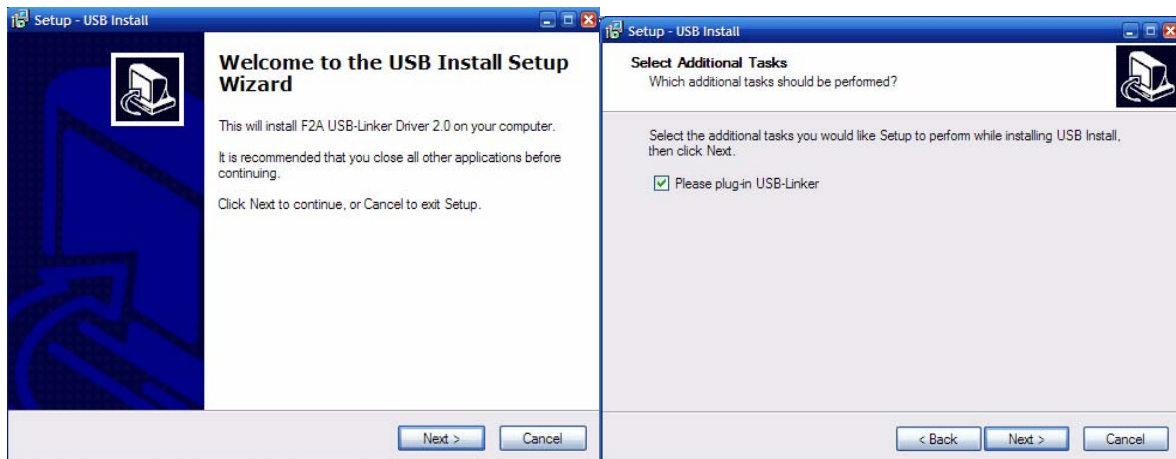 Setup - USB Install
Welcome to the USB Install Setup
Wizard
This will install F2A USB-Linker Driver 2.0 on your computer.
It is recommended that you close all other applications before
continuing.
Click Next to continue, or Cancel to exit Setup.
Next >
Cancel
Setup - USB Install
Select Additional Tasks
Which additional tasks should be performed?
Select the additional tasks you would like Setup to perform while installing USB Install,
then click Next.
Please plug-in USB-Linker
< Back
Next >
Cancel